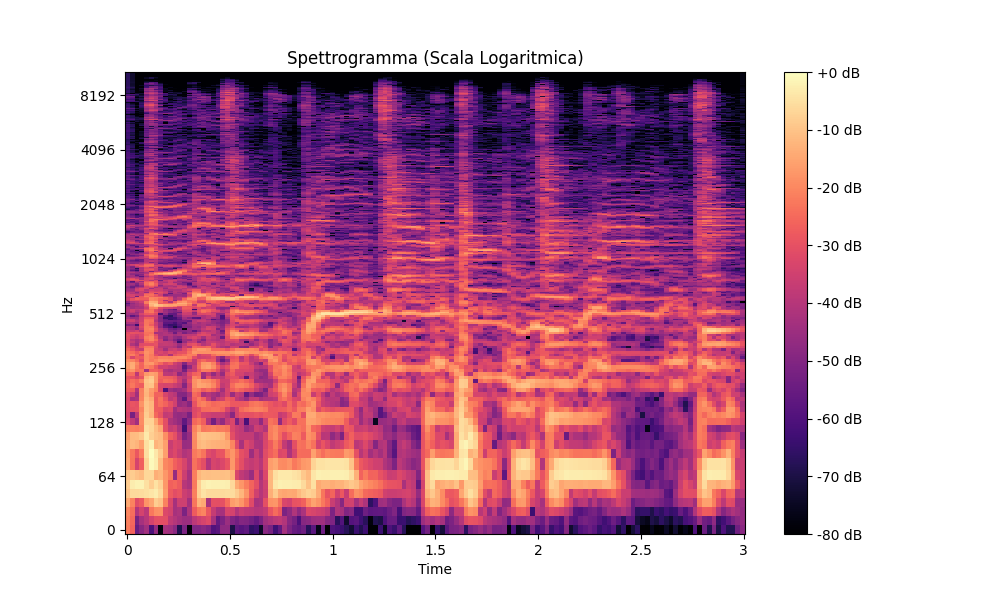 Spettrogramma (Scala Logaritmica)
Hz
8192
4096
2048
1024
512
256
128
64
0
0
0.5
1
1.5
2
2.5
3
Time
+0 dB
-10 dB
-20 dB
-30 dB
-40 dB
-50 dB
-60 dB
-70 dB
-80 dB